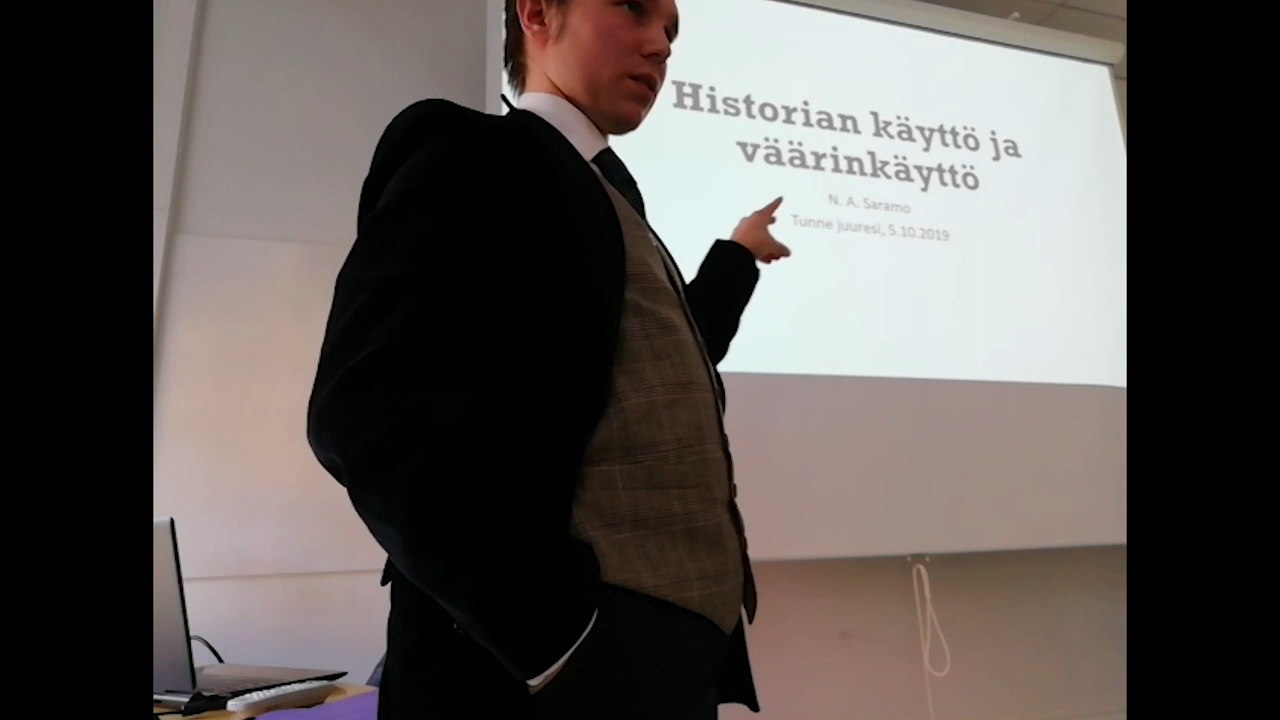 Historian käyttö ja
väärinkäyttö
N. A. Saramo
Tunne juuresi, 5.10.2019